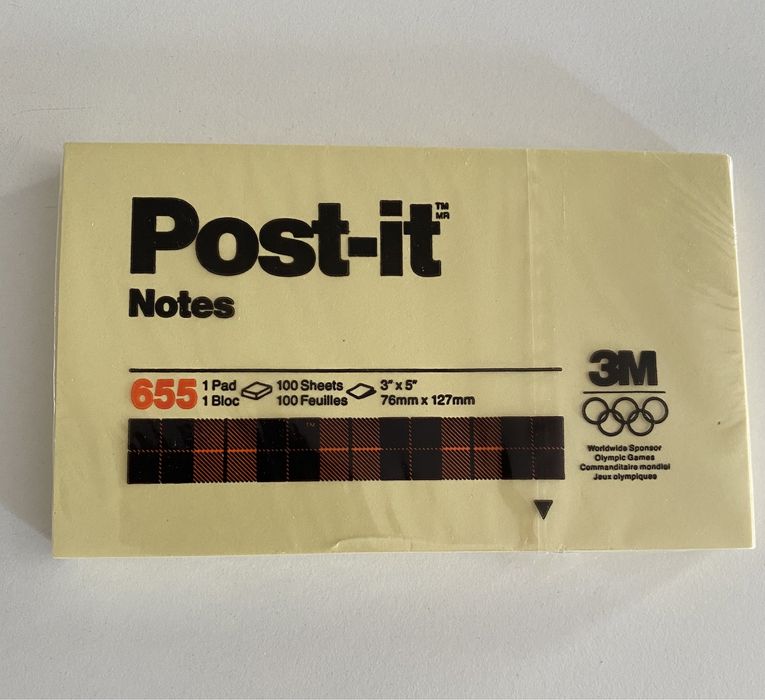 Post-it™
MR
Notes
655 1 Pad 100 Sheets 3" x 5"
1 Bloc 100 Feuilles 76mm x 127mm
™
3M
Worldwide Sponsor
Olympic Games
Commanditaire mondial
Jeux olympiques